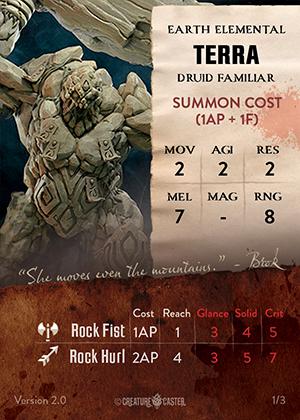 EARTH ELEMENTAL
TERRA
DRUID FAMILIAR
SUMMON COST
(1AP + 1F)
MOV AGI RES
2 2 2
MEL MAG RNG
7 - 8
"She moves even the mountains." - Btok
Cost Reach Glance Solid Crit
Rock Fist 1AP 1 3 4 5
Rock Hurl 2AP 4 3 5 7
Version 2.0 © CREATURE CASTER 1/3